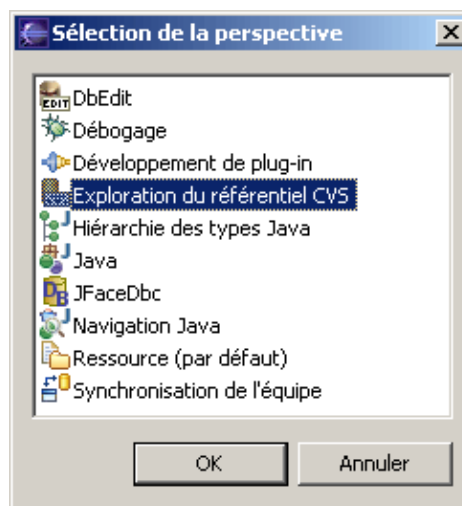 Sélection de la perspective
EDIT DbEdit
Débogage
Développement de plug-in
Exploration du référentiel CVS
Hiérarchie des types Java
Java
JFaceDbc
Navigation Java
Ressource (par défaut)
Synchronisation de l'équipe
OK Annuler